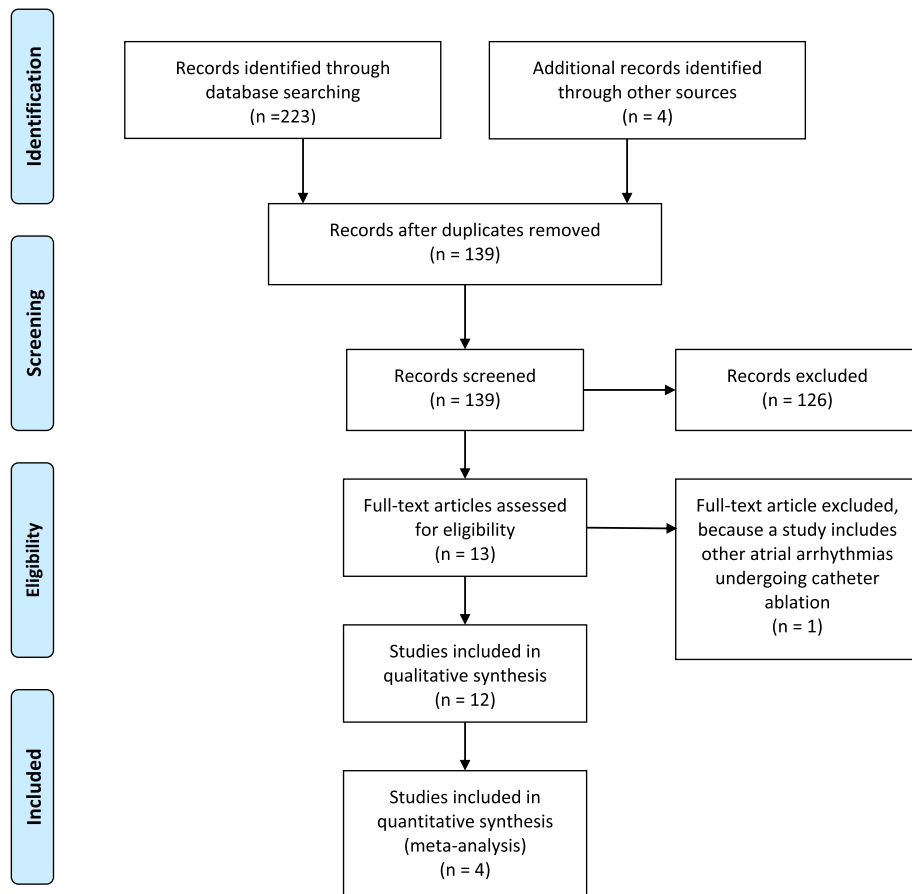 Identification
Records identified through
database searching
(n =223)
Additional records identified
through other sources
(n = 4)
Records after duplicates removed
(n = 139)
Screening
Records screened
(n = 139)
Records excluded
(n = 126)
Eligibility
Full-text articles assessed
for eligibility
(n = 13)
Full-text article excluded,
because a study includes
other atrial arrhythmias
undergoing catheter
ablation
(n = 1)
Studies included in
qualitative synthesis
(n = 12)
Included
Studies included in
quantitative synthesis
(meta-analysis)
(n = 4)